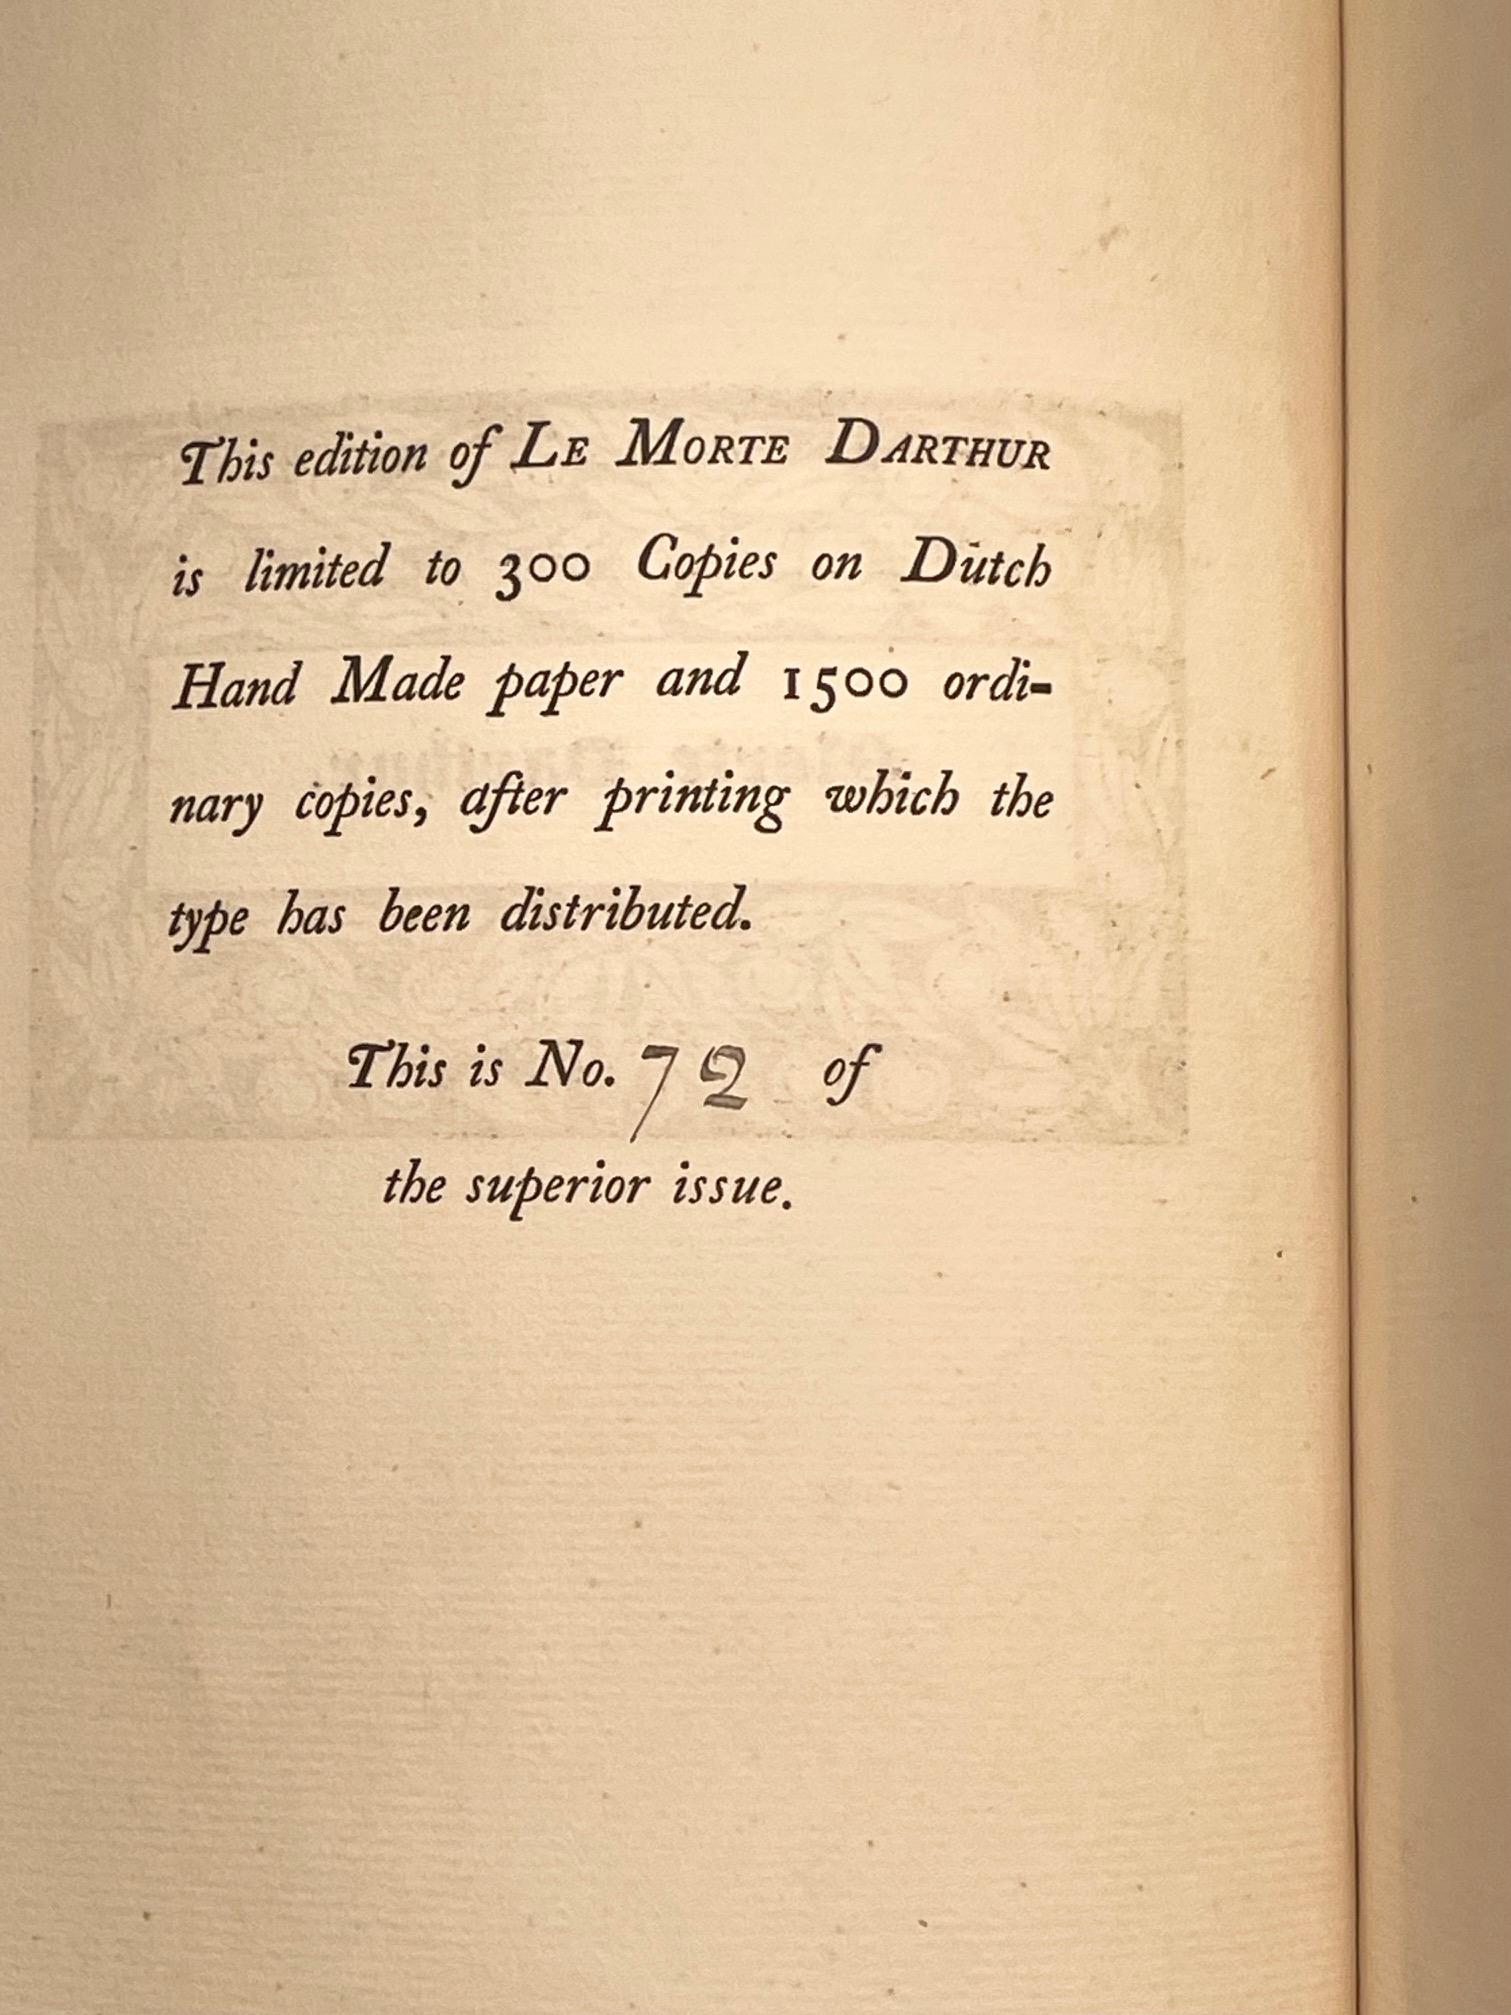 This edition of LE MORTE DARTHUR
is limited to 300 Copies on Dutch
Hand Made paper and 1500 ordi-
nary copies, after printing which the
type has been distributed.
This is No. 72 of
the superior issue.